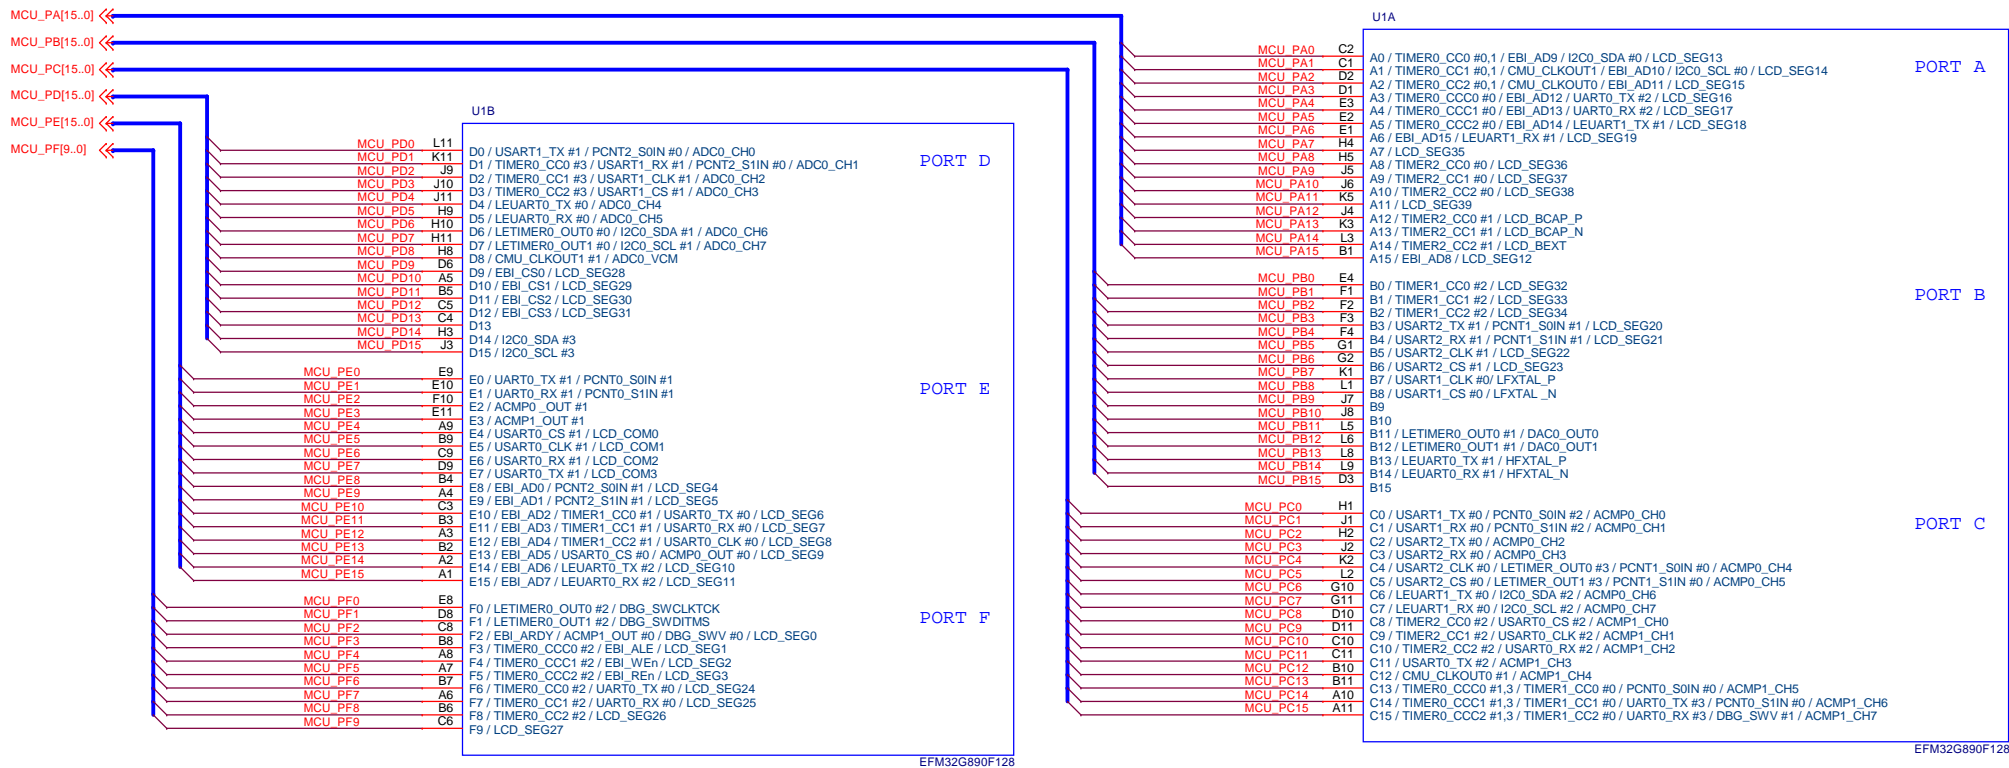 MCU_PA[15..0]
MCU_PB[15..0]
MCU_PC[15..0]
MCU_PD[15..0]
MCU_PE[15..0]
MCU_PF[9..0]
U1B
PORT D
MCU_PD0 L11 D0 / USART1_TX #1 / PCNT2_S0IN #0 / ADC0_CH0
MCU_PD1 K11 D1 / TIMER0_CC0 #3 / USART1_RX #1 / PCNT2_S1IN #0 / ADC0_CH1
MCU_PD2 J9 D2 / TIMER0_CC1 #3 / USART1_CLK #1 / ADC0_CH2
MCU_PD3 J10 D3 / TIMER0_CC2 #3 / USART1_CS #1 / ADC0_CH3
MCU_PD4 J11 D4 / LEUART0_TX #0 / ADC0_CH4
MCU_PD5 H9 D5 / LEUART0_RX #0 / ADC0_CH5
MCU_PD6 H10 D6 / LETIMER0_OUT0 #0 / I2C0_SDA #1 / ADC0_CH6
MCU_PD7 H11 D7 / LETIMER0_OUT1 #0 / I2C0_SCL #1 / ADC0_CH7
MCU_PD8 H8 D8 / CMU_CLKOUT1 #1 / ADC0_VCM
MCU_PD9 D6 D9 / EBI_CS0 / LCD_SEG28
MCU_PD10 A5 D10 / EBI_CS1 / LCD_SEG29
MCU_PD11 B5 D11 / EBI_CS2 / LCD_SEG30
MCU_PD12 C5 D12 / EBI_CS3 / LCD_SEG31
MCU_PD13 C4 D13
MCU_PD14 H3 D14 / I2C0_SDA #3
MCU_PD15 J3 D15 / I2C0_SCL #3
PORT E
MCU_PE0 E9 E0 / UART0_TX #1 / PCNT0_S0IN #1
MCU_PE1 E10 E1 / UART0_RX #1 / PCNT0_S1IN #1
MCU_PE2 F10 E2 / ACMP0 _OUT #1
MCU_PE3 E11 E3 / ACMP1_OUT #1
MCU_PE4 A9 E4 / USART0_CS #1 / LCD_COM0
MCU_PE5 B9 E5 / USART0_CLK #1 / LCD_COM1
MCU_PE6 C9 E6 / USART0_RX #1 / LCD_COM2
MCU_PE7 D9 E7 / USART0_TX #1 / LCD_COM3
MCU_PE8 B4 E8 / EBI_AD0 / PCNT2_S0IN #1 / LCD_SEG4
MCU_PE9 A4 E9 / EBI_AD1 / PCNT2_S1IN #1 / LCD_SEG5
MCU_PE10 C3 E10 / EBI_AD2 / TIMER1_CC0 #1 / USART0_TX #0 / LCD_SEG6
MCU_PE11 B3 E11 / EBI_AD3 / TIMER1_CC1 #1 / USART0_RX #0 / LCD_SEG7
MCU_PE12 A3 E12 / EBI_AD4 / TIMER1_CC2 #1 / USART0_CLK #0 / LCD_SEG8
MCU_PE13 B2 E13 / EBI_AD5 / USART0_CS #0 / ACMP0_OUT #0 / LCD_SEG9
MCU_PE14 A2 E14 / EBI_AD6 / LEUART0_TX #2 / LCD_SEG10
MCU_PE15 A1 E15 / EBI_AD7 / LEUART0_RX #2 / LCD_SEG11
PORT F
MCU_PF0 E8 F0 / LETIMER0_OUT0 #2 / DBG_SWCLKTCK
MCU_PF1 D8 F1 / LETIMER0_OUT1 #2 / DBG_SWDITMS
MCU_PF2 C8 F2 / EBI_ARDY / ACMP1_OUT #0 / DBG_SWV #0 / LCD_SEG0
MCU_PF3 B8 F3 / TIMER0_CCC0 #2 / EBI_ALE / LCD_SEG1
MCU_PF4 A8 F4 / TIMER0_CCC1 #2 / EBI_WEn / LCD_SEG2
MCU_PF5 A7 F5 / TIMER0_CCC2 #2 / EBI_REn / LCD_SEG3
MCU_PF6 B7 F6 / TIMER0_CC0 #2 / UART0_TX #0 / LCD_SEG24
MCU_PF7 A6 F7 / TIMER0_CC1 #2 / UART0_RX #0 / LCD_SEG25
MCU_PF8 B6 F8 / TIMER0_CC2 #2 / LCD_SEG26
MCU_PF9 C6 F9 / LCD_SEG27
EFM32G890F128
U1A
PORT A
MCU_PA0 C2 A0 / TIMER0_CC0 #0,1 / EBI_AD9 / I2C0_SDA #0 / LCD_SEG13
MCU_PA1 C1 A1 / TIMER0_CC1 #0,1 / CMU_CLKOUT1 / EBI_AD10 / I2C0_SCL #0 / LCD_SEG14
MCU_PA2 D2 A2 / TIMER0_CC2 #0,1 / CMU_CLKOUT0 / EBI_AD11 / LCD_SEG15
MCU_PA3 D1 A3 / TIMER0_CCC0 #0 / EBI_AD12 / UART0_TX #2 / LCD_SEG16
MCU_PA4 E3 A4 / TIMER0_CCC1 #0 / EBI_AD13 / UART0_RX #2 / LCD_SEG17
MCU_PA5 E2 A5 / TIMER0_CCC2 #0 / EBI_AD14 / LEUART1_TX #1 / LCD_SEG18
MCU_PA6 E1 A6 / EBI_AD15 / LEUART1_RX #1 / LCD_SEG19
MCU_PA7 H4 A7 / LCD_SEG35
MCU_PA8 H5 A8 / TIMER2_CC0 #0 / LCD_SEG36
MCU_PA9 J5 A9 / TIMER2_CC1 #0 / LCD_SEG37
MCU_PA10 J6 A10 / TIMER2_CC2 #0 / LCD_SEG38
MCU_PA11 K5 A11 / LCD_SEG39
MCU_PA12 J4 A12 / TIMER2_CC0 #1 / LCD_BCAP_P
MCU_PA13 K3 A13 / TIMER2_CC1 #1 / LCD_BCAP_N
MCU_PA14 L3 A14 / TIMER2_CC2 #1 / LCD_BEXT
MCU_PA15 B1 A15 / EBI_AD8 / LCD_SEG12
PORT B
MCU_PB0 E4 B0 / TIMER1_CC0 #2 / LCD_SEG32
MCU_PB1 F1 B1 / TIMER1_CC1 #2 / LCD_SEG33
MCU_PB2 F2 B2 / TIMER1_CC2 #2 / LCD_SEG34
MCU_PB3 F3 B3 / USART2_TX #1 / PCNT1_S0IN #1 / LCD_SEG20
MCU_PB4 F4 B4 / USART2_RX #1 / PCNT1_S1IN #1 / LCD_SEG21
MCU_PB5 G1 B5 / USART2_CLK #1 / LCD_SEG22
MCU_PB6 G2 B6 / USART2_CS #1 / LCD_SEG23
MCU_PB7 K1 B7 / USART1_CLK #0/ LFXTAL_P
MCU_PB8 L1 B8 / USART1_CS #0 / LFXTAL _N
MCU_PB9 J7 B9
MCU_PB10 J8 B10
MCU_PB11 L5 B11 / LETIMER0_OUT0 #1 / DAC0_OUT0
MCU_PB12 L6 B12 / LETIMER0_OUT1 #1 / DAC0_OUT1
MCU_PB13 L8 B13 / LEUART0_TX #1 / HFXTAL_P
MCU_PB14 L9 B14 / LEUART0_RX #1 / HFXTAL_N
MCU_PB15 D3 B15
PORT C
MCU_PC0 H1 C0 / USART1_TX #0 / PCNT0_S0IN #2 / ACMP0_CH0
MCU_PC1 J1 C1 / USART1_RX #0 / PCNT0_S1IN #2 / ACMP0_CH1
MCU_PC2 H2 C2 / USART2_TX #0 / ACMP0_CH2
MCU_PC3 J2 C3 / USART2_RX #0 / ACMP0_CH3
MCU_PC4 K2 C4 / USART2_CLK #0 / LETIMER_OUT0 #3 / PCNT1_S0IN #0 / ACMP0_CH4
MCU_PC5 L2 C5 / USART2_CS #0 / LETIMER_OUT1 #3 / PCNT1_S1IN #0 / ACMP0_CH5
MCU_PC6 G10 C6 / LEUART1_TX #0 / I2C0_SDA #2 / ACMP0_CH6
MCU_PC7 G11 C7 / LEUART1_RX #0 / I2C0_SCL #2 / ACMP0_CH7
MCU_PC8 D10 C8 / TIMER2_CC0 #2 / USART0_CS #2 / ACMP1_CH0
MCU_PC9 D11 C9 / TIMER2_CC1 #2 / USART0_CLK #2 / ACMP1_CH1
MCU_PC10 C10 C10 / TIMER2_CC2 #2 / USART0_RX #2 / ACMP1_CH2
MCU_PC11 C11 C11 / USART0_TX #2 / ACMP1_CH3
MCU_PC12 B10 C12 / CMU_CLKOUT0 #1 / ACMP1_CH4
MCU_PC13 B11 C13 / TIMER0_CCC0 #1,3 / TIMER1_CC0 #0 / PCNT0_S0IN #0 / ACMP1_CH5
MCU_PC14 A10 C14 / TIMER0_CCC1 #1,3 / TIMER1_CC1 #0 / UART0_TX #3 / PCNT0_S1IN #0 / ACMP1_CH6
MCU_PC15 A11 C15 / TIMER0_CCC2 #1,3 / TIMER1_CC2 #0 / UART0_RX #3 / DBG_SWV #1 / ACMP1_CH7
EFM32G890F128